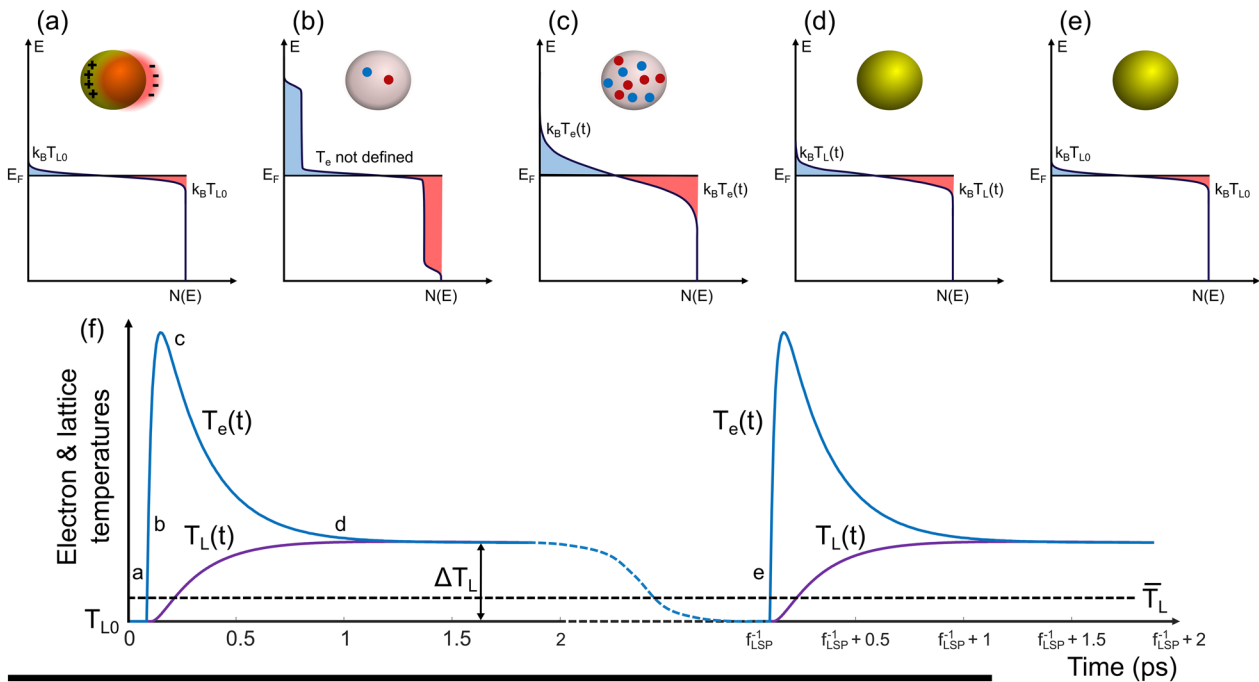 (a)
(b)
(c)
(d)
(e)
E
E
E
E
E
+ + + +
- - - -
k_BT_L0
T_e not defined
k_BT_e(t)
k_BT_L(t)
k_BT_L0
E_F
E_F
E_F
E_F
E_F
k_BT_L0
k_BT_e(t)
k_BT_L(t)
k_BT_L0
N(E)
N(E)
N(E)
N(E)
N(E)
(f)
Electron & lattice
temperatures
c
T_e(t)
T_e(t)
b
T_L(t)
d
T_L(t)
a
ΔT_L
e
T̅_L
T_L0
0
0.5
1
1.5
2
f_LSP^-1
f_LSP^-1 + 0.5
f_LSP^-1 + 1
f_LSP^-1 + 1.5
f_LSP^-1 + 2
Time (ps)